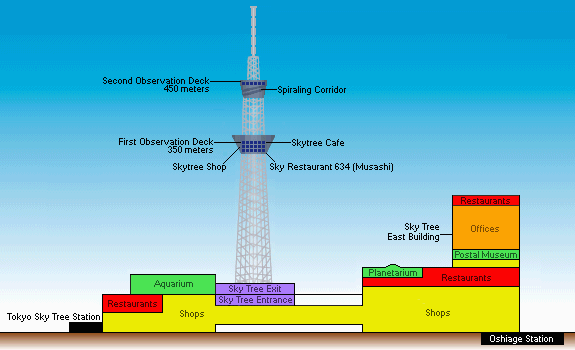 Second Observation Deck
450 meters
Spiraling Corridor
First Observation Deck
350 meters
Skytree Cafe
Skytree Shop
Sky Restaurant 634 (Musashi)
Restaurants
Sky Tree
East Building
Offices
Postal Museum
Planetarium
Restaurants
Aquarium
Sky Tree Exit
Sky Tree Entrance
Restaurants
Shops
Shops
Tokyo Sky Tree Station
Oshiage Station